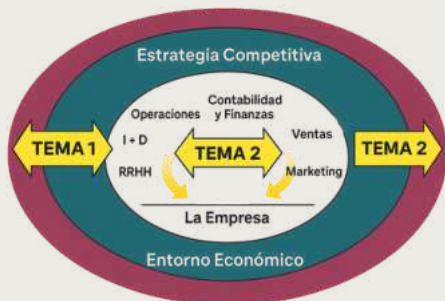 Estrategia Competitiva
Operaciones
Contabilidad
y Finanzas
I + D
Ventas
TEMA 1
TEMA 2
TEMA 2
RRHH
Marketing
La Empresa
Entorno Económico